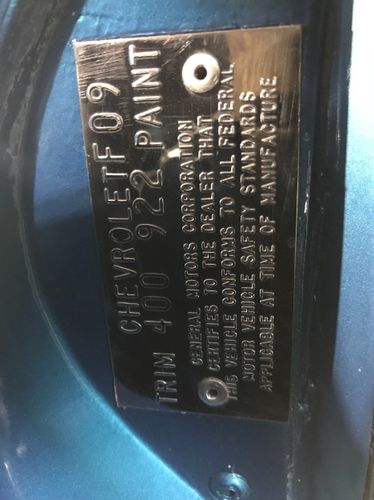 CHEVROLET F09
TRIM 400 922 PAINT
GENERAL MOTORS CORPORATION
CERTIFIES TO THE DEALER THAT
THIS VEHICLE CONFORMS TO ALL FEDERAL
MOTOR VEHICLE SAFETY STANDARDS
APPLICABLE AT TIME OF MANUFACTURE